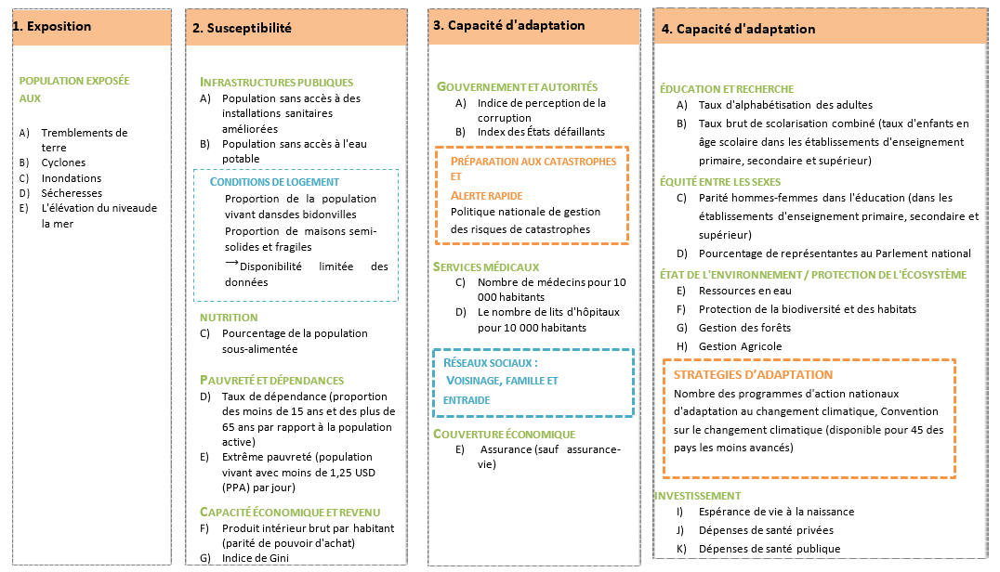 1. Exposition
POPULATION EXPOSÉE
AUX
A) Tremblements de
terre
B) Cyclones
C) Inondations
D) Sécheresses
E) L'élévation du niveaude
la mer
2. Susceptibilité
INFRASTRUCTURES PUBLIQUES
A) Population sans accès à des
installations sanitaires
améliorées
B) Population sans accès à l'eau
potable
CONDITIONS DE LOGEMENT
Proportion de la population
vivant dansdes bidonvilles
Proportion de maisons semi-
solides et fragiles
→Disponibilité limitée des
données
NUTRITION
C) Pourcentage de la population
sous-alimentée
PAUVRETÉ ET DÉPENDANCES
D) Taux de dépendance (proportion
des moins de 15 ans et des plus de
65 ans par rapport à la population
active)
E) Extrême pauvreté (population
vivant avec moins de 1,25 USD
(PPA) par jour)
CAPACITÉ ÉCONOMIQUE ET REVENU
F) Produit intérieur brut par habitant
(parité de pouvoir d'achat)
G) Indice de Gini
3. Capacité d'adaptation
GOUVERNEMENT ET AUTORITÉS
A) Indice de perception de la
corruption
B) Index des États défaillants
PRÉPARATION AUX CATASTROPHES
ET
ALERTE RAPIDE
Politique nationale de gestion
des risques de catastrophes
SERVICES MÉDICAUX
C) Nombre de médecins pour 10
000 habitants
D) Le nombre de lits d'hôpitaux
pour 10 000 habitants
RÉSEAUX SOCIAUX :
VOISINAGE, FAMILLE ET
ENTRAIDE
COUVERTURE ÉCONOMIQUE
E) Assurance (sauf assurance-
vie)
4. Capacité d'adaptation
ÉDUCATION ET RECHERCHE
A) Taux d'alphabétisation des adultes
B) Taux brut de scolarisation combiné (taux d'enfants en
âge scolaire dans les établissements d'enseignement
primaire, secondaire et supérieur)
ÉQUITÉ ENTRE LES SEXES
C) Parité hommes-femmes dans l'éducation (dans les
établissements d'enseignement primaire, secondaire et
supérieur)
D) Pourcentage de représentantes au Parlement national
ÉTAT DE L'ENVIRONNEMENT / PROTECTION DE L'ÉCOSYSTÈME
E) Ressources en eau
F) Protection de la biodiversité et des habitats
G) Gestion des forêts
H) Gestion Agricole
STRATEGIES D’ADAPTATION
Nombre des programmes d'action nationaux
d'adaptation au changement climatique, Convention
sur le changement climatique (disponible pour 45 des
pays les moins avancés)
INVESTISSEMENT
I) Espérance de vie à la naissance
J) Dépenses de santé privées
K) Dépenses de santé publique